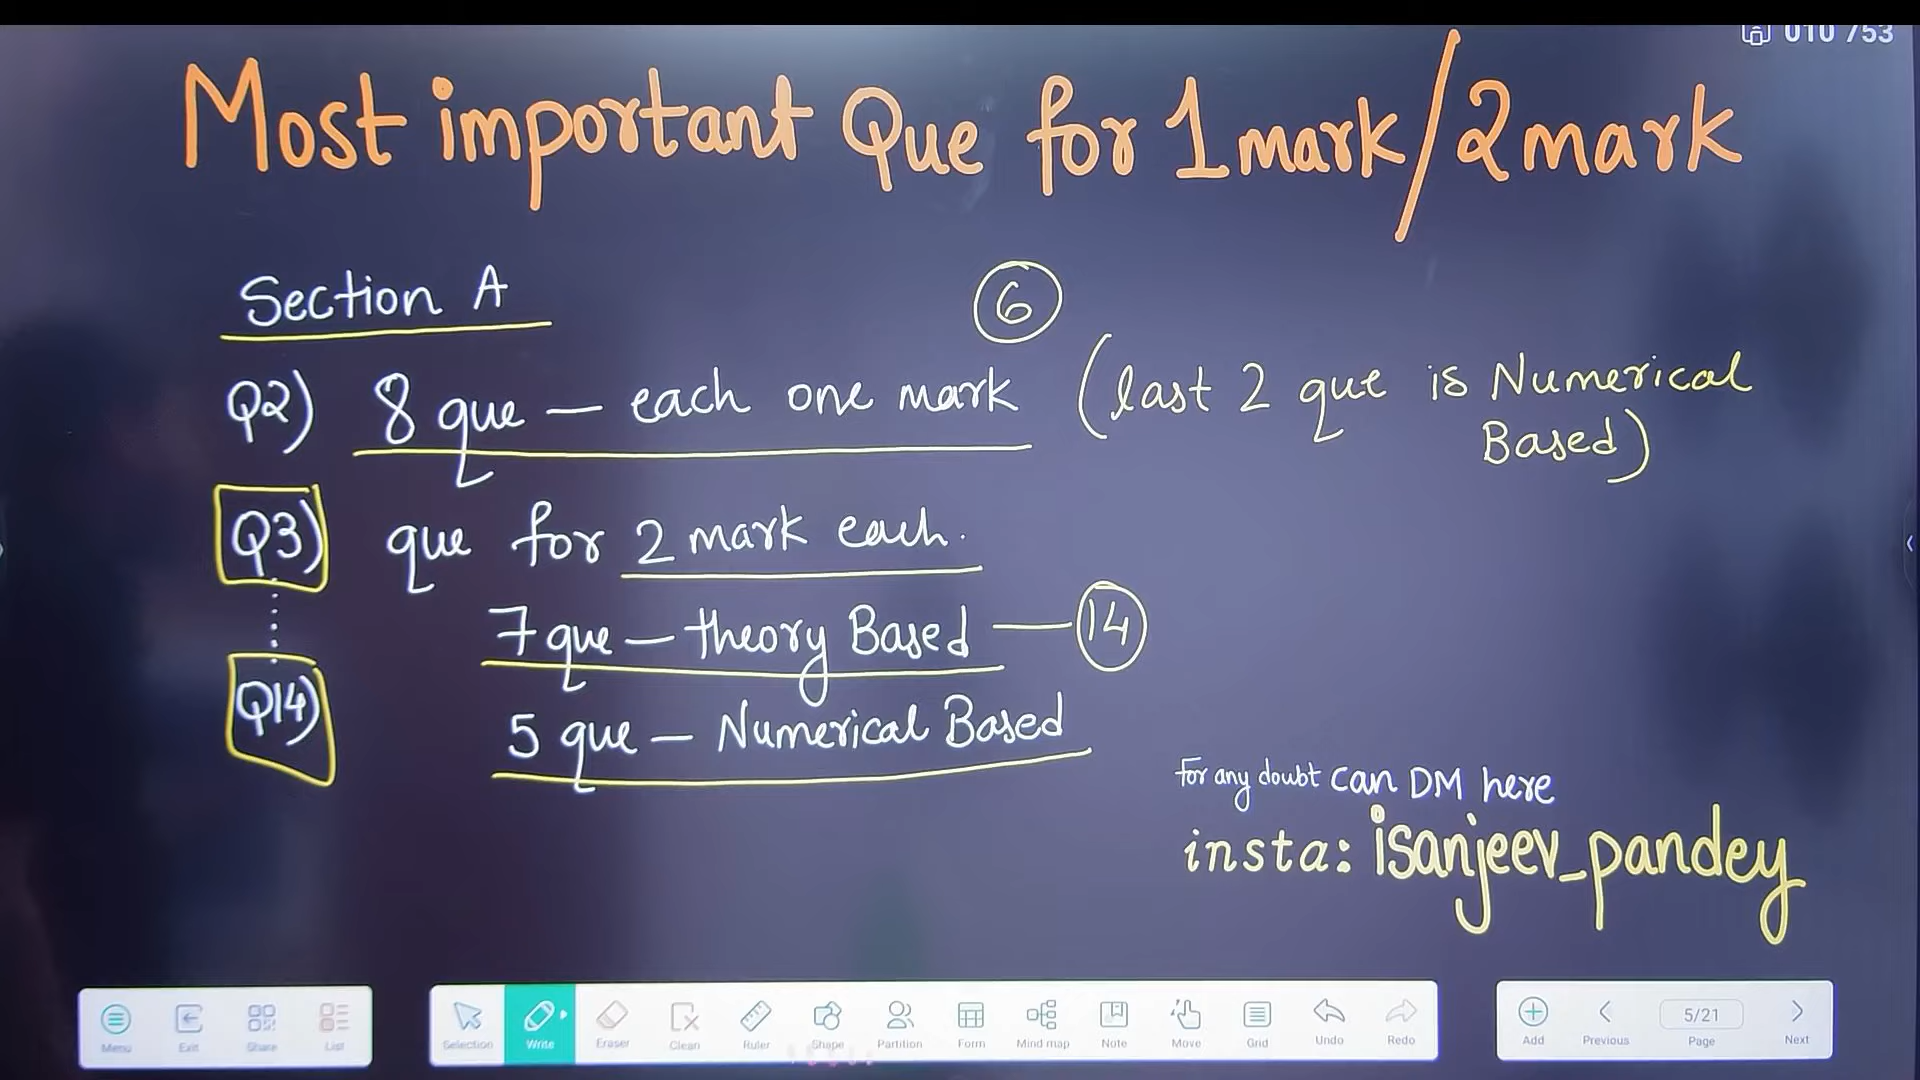 010 753
Most important Que for 1 mark/2 mark
Section A
6
Q2) 8 que – each one mark (last 2 que is Numerical
Based)
Q3) que for 2 mark each.
7 que – theory Based — 14
Q14)
5 que – Numerical Based
For any doubt can DM here
insta: isanjeev_pandey
Menu Exit Share List Selection Write Eraser Clean Ruler Shape Partition Form Mind map Note Move Grid Undo Redo Add Previous 5/21 Page Next